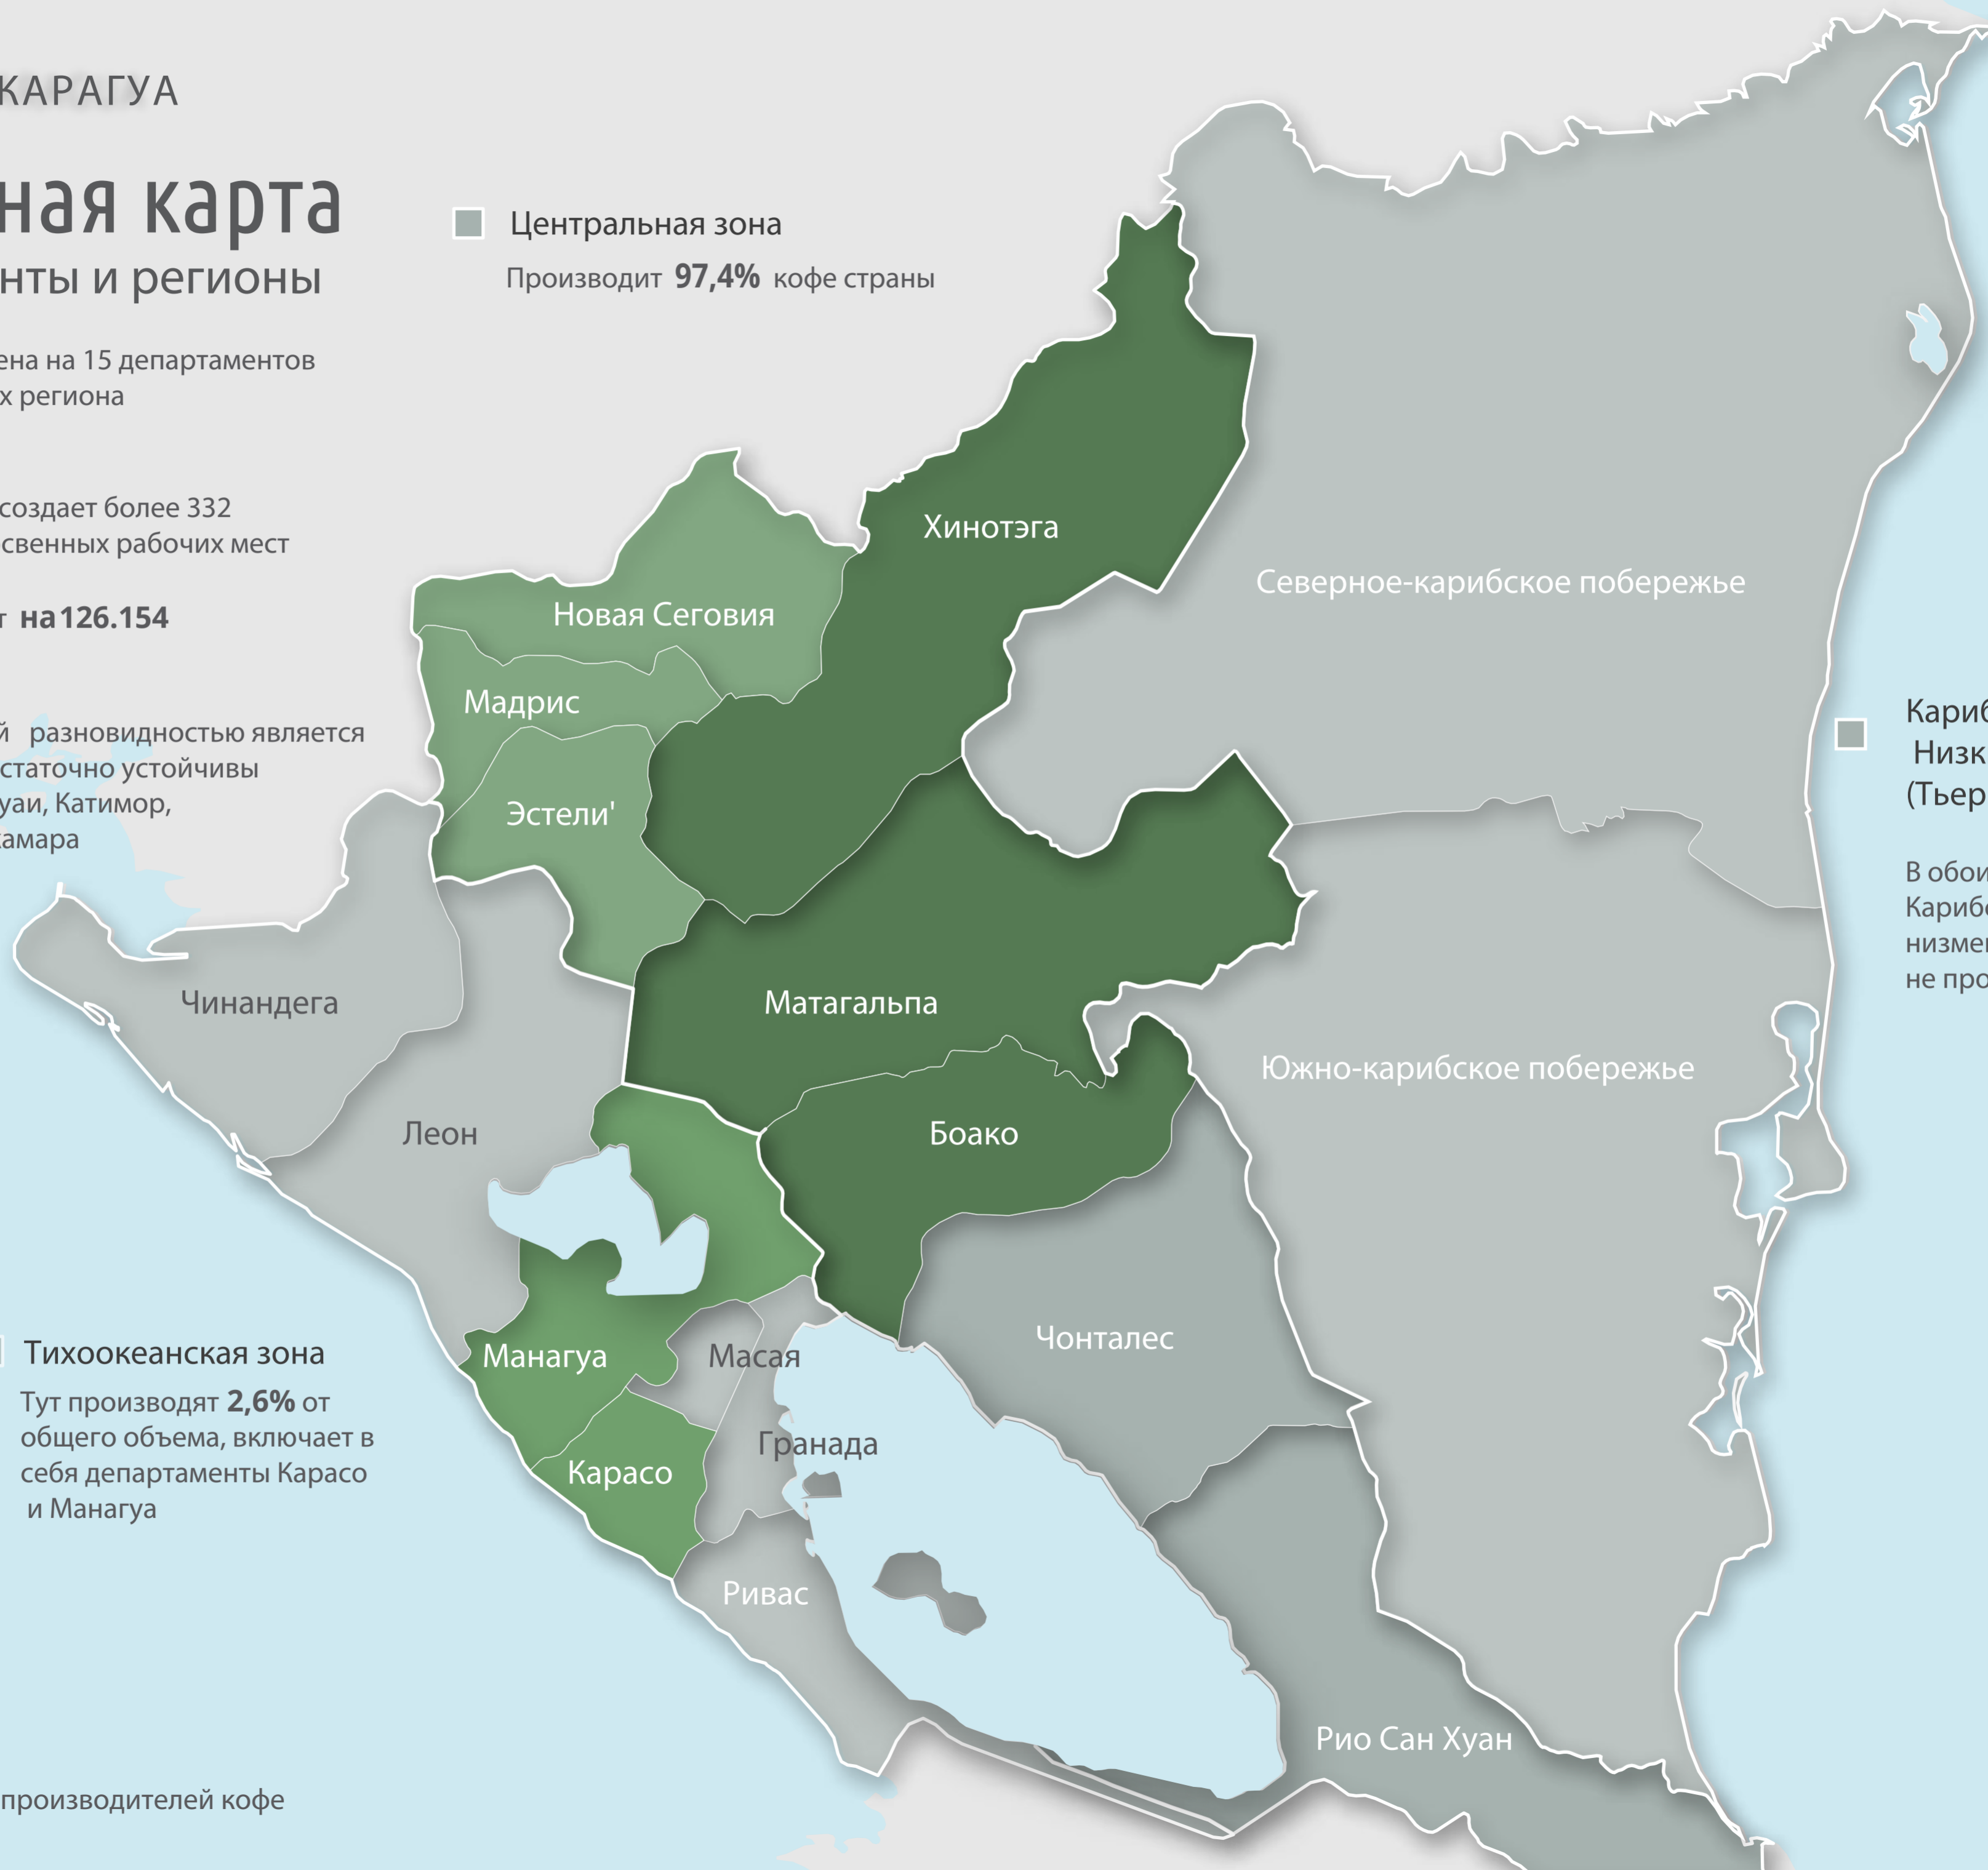 КАРАГУА
ная карта
нты и регионы
ена на 15 департаментов
х региона
создает более 332
свенных рабочих мест
на 126.154
й разновидностью является
статочно устойчивы
уаи, Катимор,
амара
Центральная зона
Производит 97,4% кофе страны
Хинотэга
Северное-карибское побережье
Новая Сеговия
Мадрис
Эстели'
Кариб
Низк
(Тьер
В обои
Карибс
низмен
не про
Чинандега
Матагальпа
Южно-карибское побережье
Леон
Боако
Чонталес
Тихоокеанская зона
Тут производят 2,6% от
общего объема, включает в
себя департаменты Карасо
и Манагуа
Манагуа
Масая
Гранада
Карасо
Ривас
Рио Сан Хуан
производителей кофе